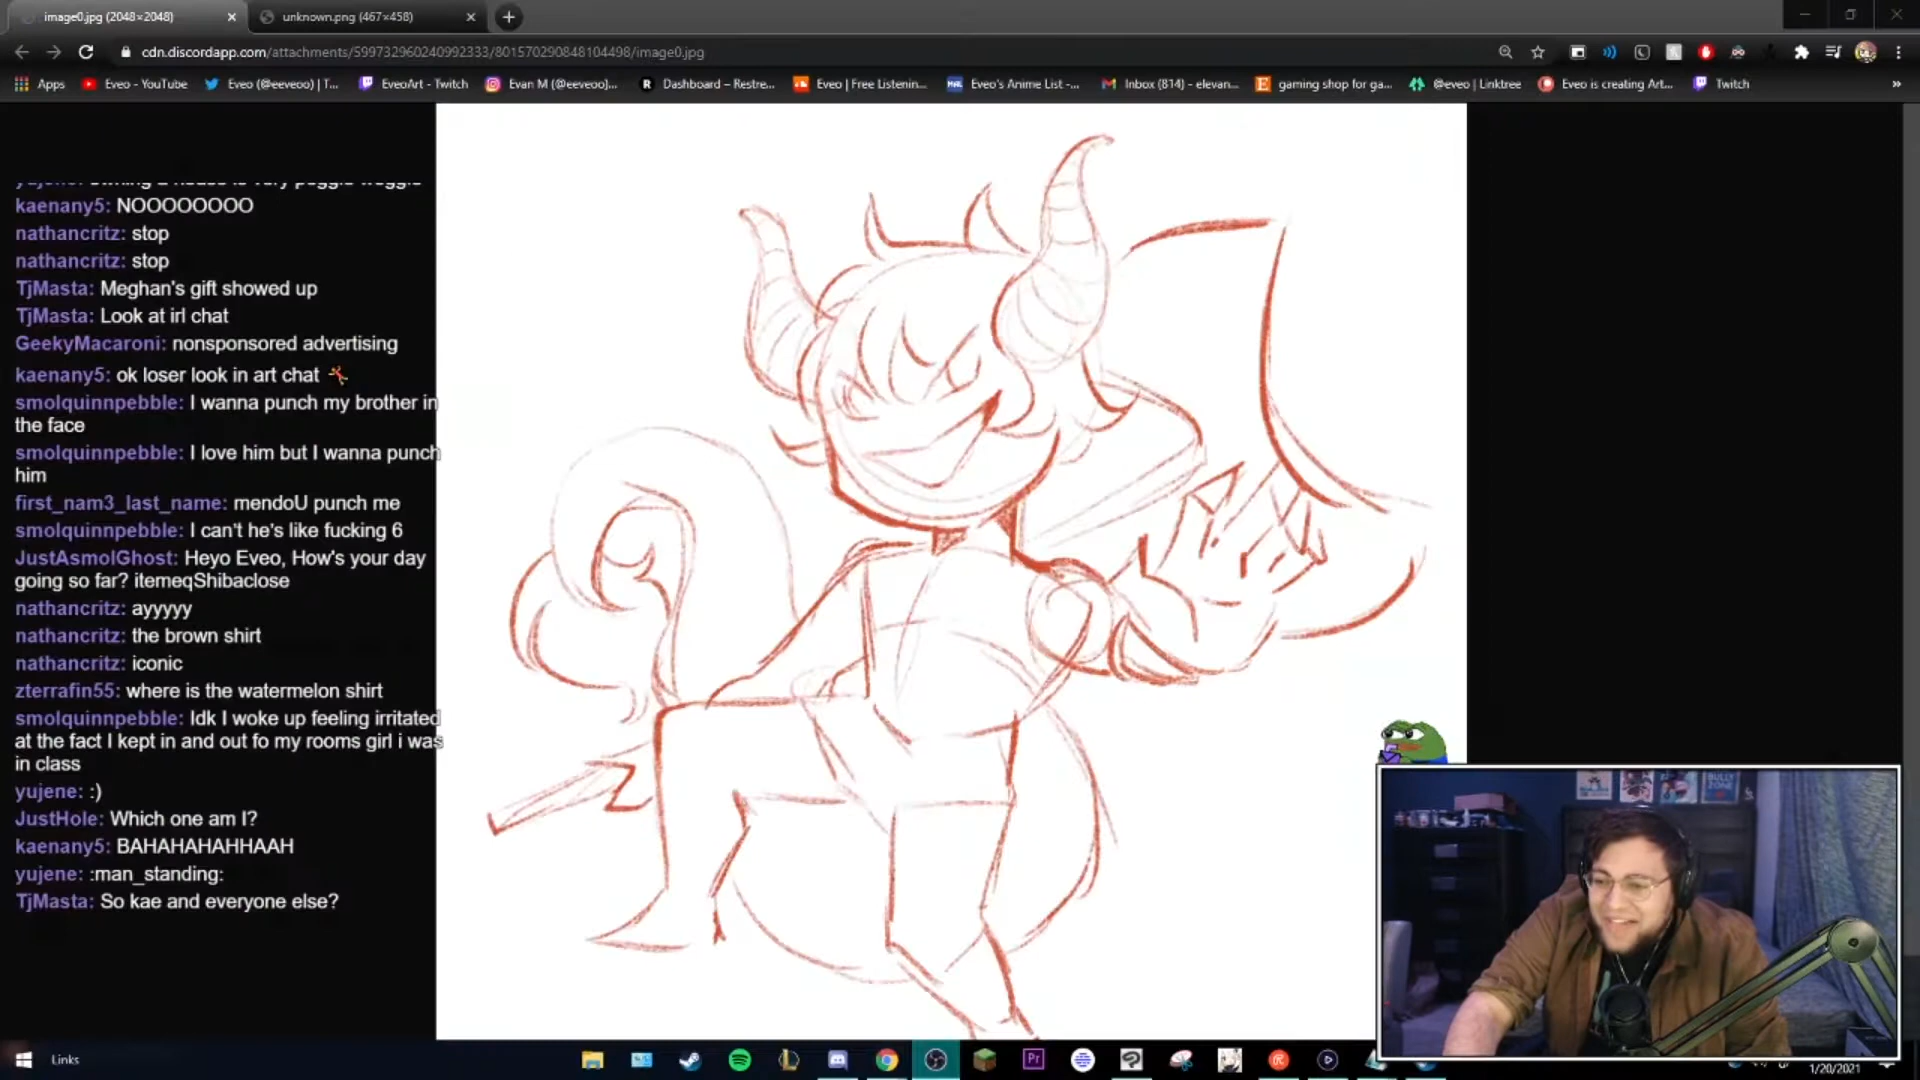 image0.jpg (2048×2048)
unknown.png (467×458)
cdn.discordapp.com/attachments/599732960240992333/801570290848104498/image0.jpg
Apps
Eveo - YouTube
Eveo (@eeveoo) | T...
EveoArt - Twitch
Evan M (@eeveoo)...
Dashboard – Restre...
Eveo | Free Listenin...
Eveo's Anime List -...
Inbox (814) - elevan...
gaming shop for ga...
@eveo | Linktree
Eveo is creating Art...
Twitch
»
kaenany5: NOOOOOOOO
nathancritz: stop
nathancritz: stop
TjMasta: Meghan's gift showed up
TjMasta: Look at irl chat
GeekyMacaroni: nonsponsored advertising
kaenany5: ok loser look in art chat
smolquinnpebble: I wanna punch my brother in
the face
smolquinnpebble: I love him but I wanna punch
him
first_nam3_last_name: mendoU punch me
smolquinnpebble: I can't he's like fucking 6
JustAsmolGhost: Heyo Eveo, How's your day
going so far? itemeqShibaclose
nathancritz: ayyyyy
nathancritz: the brown shirt
nathancritz: iconic
zterrafin55: where is the watermelon shirt
smolquinnpebble: Idk I woke up feeling irritated
at the fact I kept in and out fo my rooms girl i was
in class
yujene: :)
JustHole: Which one am I?
kaenany5: BAHAHAHAHHAAH
yujene: :man_standing:
TjMasta: So kae and everyone else?
BULLY
ZONE
Links
Pr
1/20/2021